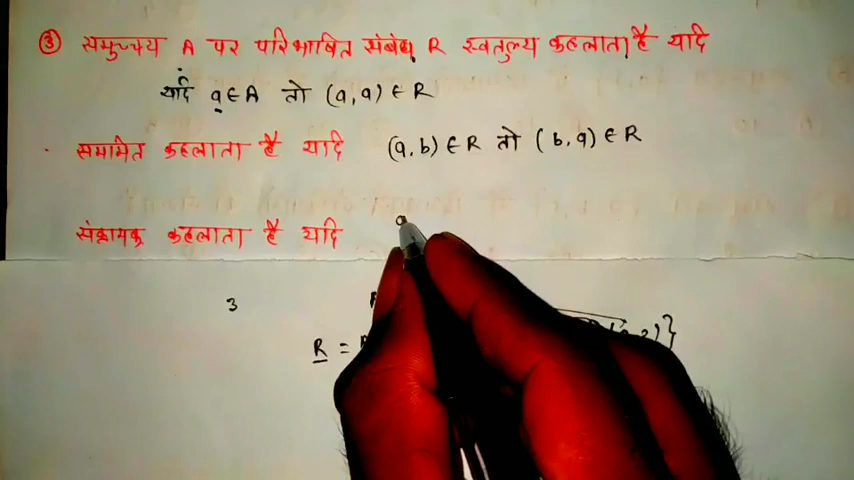 ③ समुच्चय A पर परिभाषित संबंध R स्वतुल्य कहलाता है यदि
यदि a ∈ A तो (a, a) ∈ R
सममित कहलाता है यदि (a, b) ∈ R तो (b, a) ∈ R
संक्रामक कहलाता है यदि a
3
R =